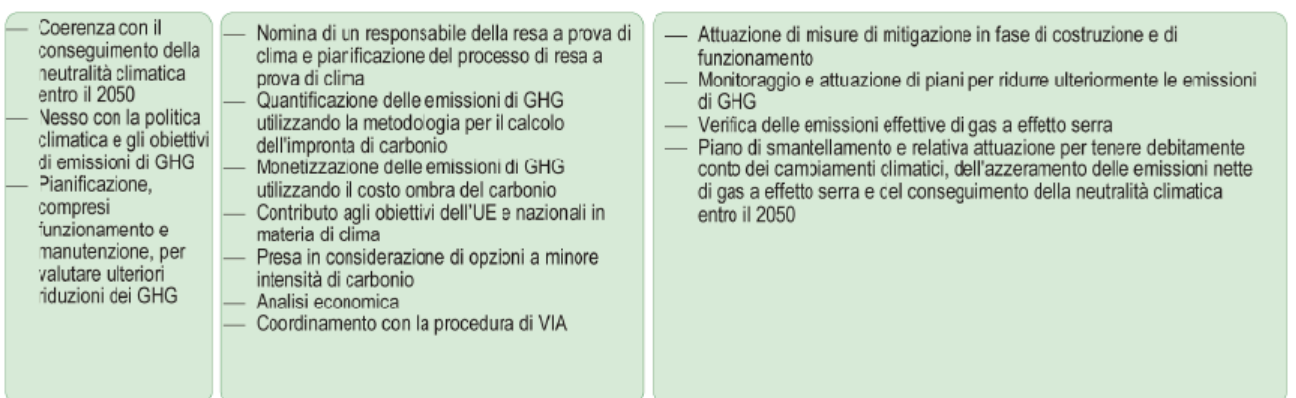 — Coerenza con il
conseguimento della
neutralità climatica
entro il 2050
— Nesso con la politica
climatica e gli obiettivi
di emissioni di GHG
— Pianificazione,
compresi
funzionamento e
manutenzione, per
valutare ulteriori
riduzioni dei GHG
— Nomina di un responsabile della resa a prova di
clima e pianificazione del processo di resa a
prova di clima
— Quantificazione delle emissioni di GHG
utilizzando la metodologia per il calcolo
dell'impronta di carbonio
— Monetizzazione delle emissioni di GHG
utilizzando il costo ombra del carbonio
— Contributo agli obiettivi dell'UE e nazionali in
materia di clima
— Presa in considerazione di opzioni a minore
intensità di carbonio
— Analisi economica
— Coordinamento con la procedura di VIA
— Attuazione di misure di mitigazione in fase di costruzione e di
funzionamento
— Monitoraggio e attuazione di piani per ridurre ulteriormente le emissioni
di GHG
— Verifica delle emissioni effettive di gas a effetto serra
— Piano di smantellamento e relativa attuazione per tenere debitamente
conto dei cambiamenti climatici, dell'azzeramento delle emissioni nette
di gas a effetto serra e del conseguimento della neutralità climatica
entro il 2050